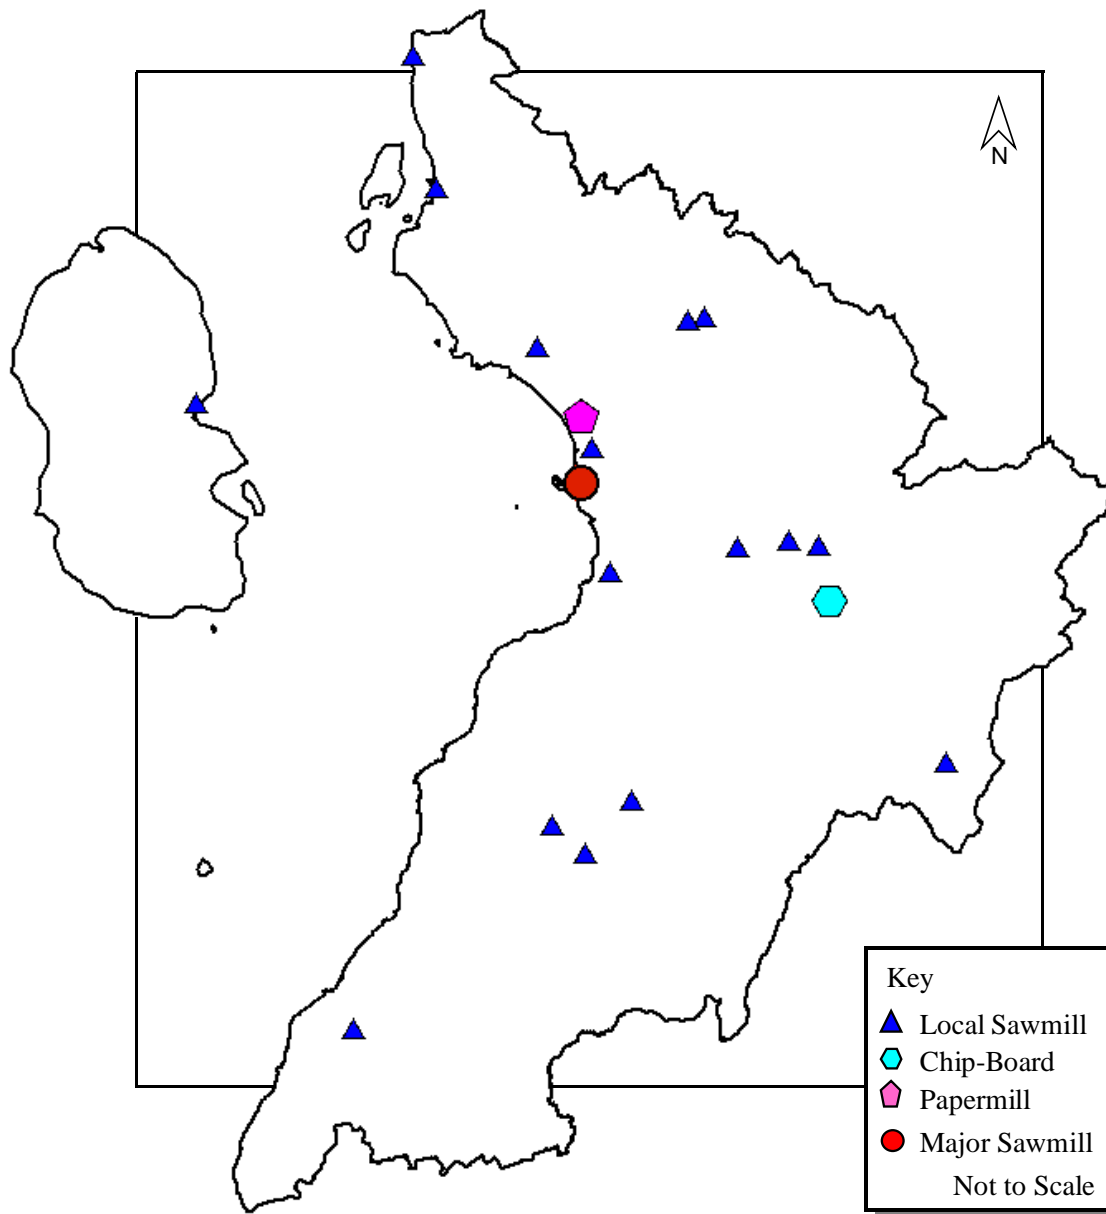 N
Key
Local Sawmill
Chip-Board
Papermill
Major Sawmill
Not to Scale